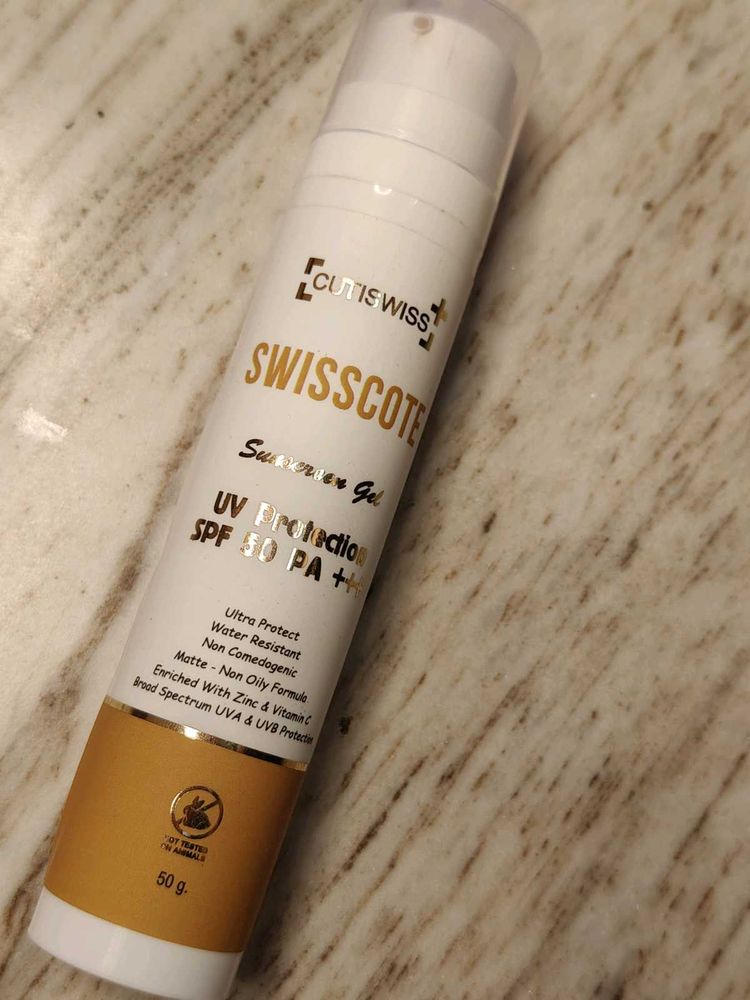 CUTISWISS
SWISSCOTE
Sunscreen Gel
UV Protection
SPF 50 PA +++
Ultra Protect
Water Resistant
Non Comedogenic
Matte - Non Oily Formula
Enriched With Zinc & Vitamin C
Broad Spectrum UVA & UVB Protection
NOT TESTED
ON ANIMALS
50 g.